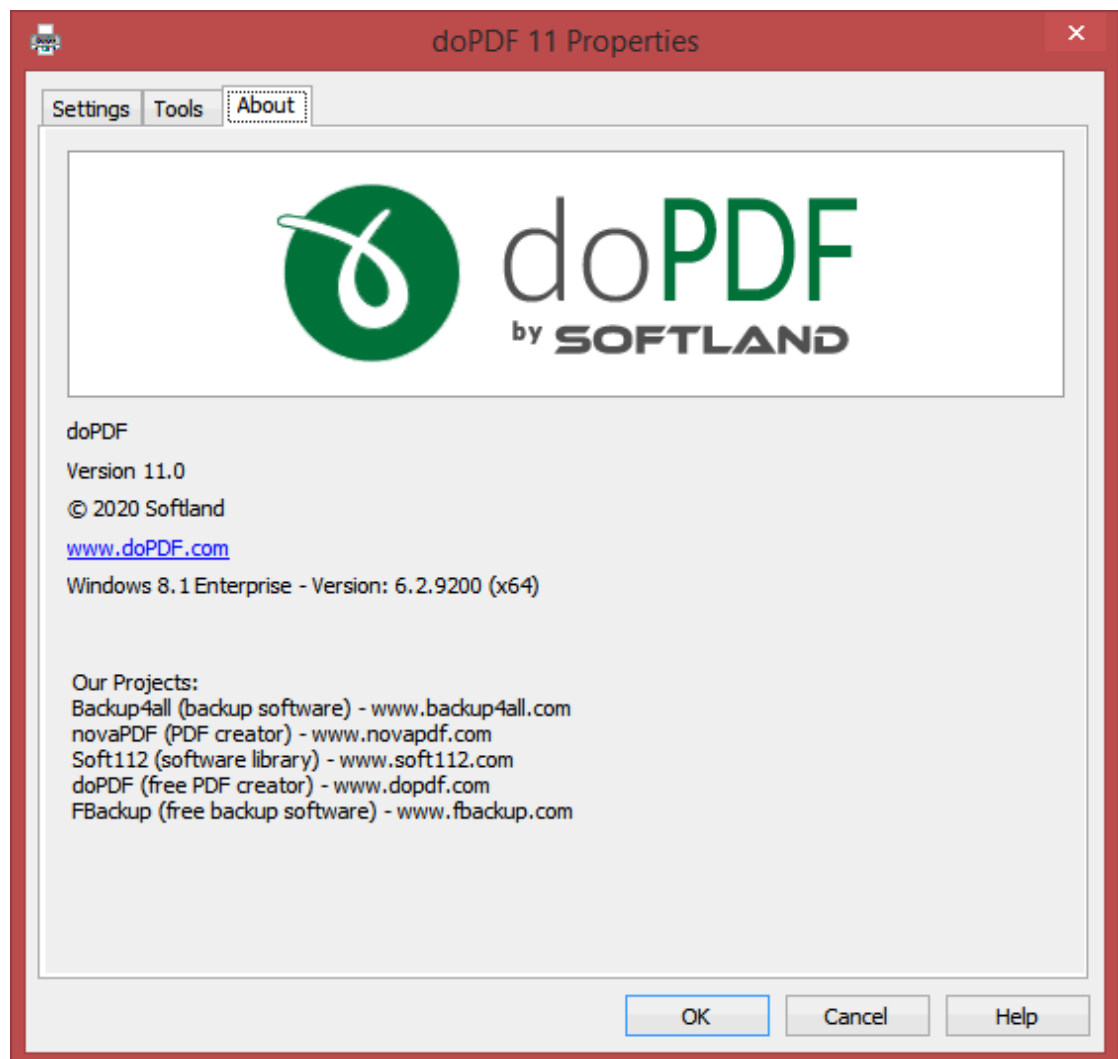 doPDF 11 Properties
Settings Tools About
doPDF
by SOFTLAND
doPDF
Version 11.0
© 2020 Softland
www.doPDF.com
Windows 8.1 Enterprise - Version: 6.2.9200 (x64)
Our Projects:
Backup4all (backup software) - www.backup4all.com
novaPDF (PDF creator) - www.novapdf.com
Soft112 (software library) - www.soft112.com
doPDF (free PDF creator) - www.dopdf.com
FBackup (free backup software) - www.fbackup.com
OK Cancel Help